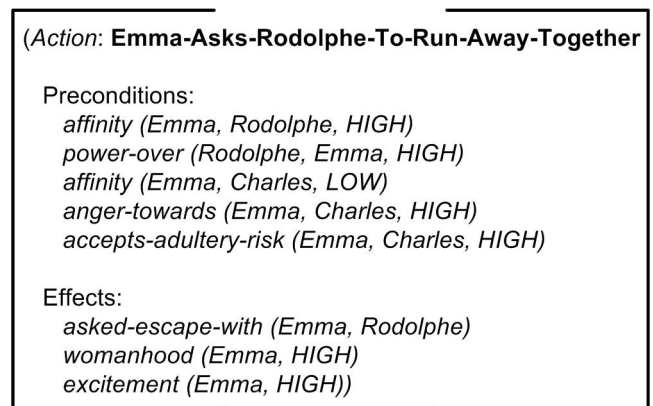 (Action: Emma-Asks-Rodolphe-To-Run-Away-Together
Preconditions:
affinity (Emma, Rodolphe, HIGH)
power-over (Rodolphe, Emma, HIGH)
affinity (Emma, Charles, LOW)
anger-towards (Emma, Charles, HIGH)
accepts-adultery-risk (Emma, Charles, HIGH)
Effects:
asked-escape-with (Emma, Rodolphe)
womanhood (Emma, HIGH)
excitement (Emma, HIGH))